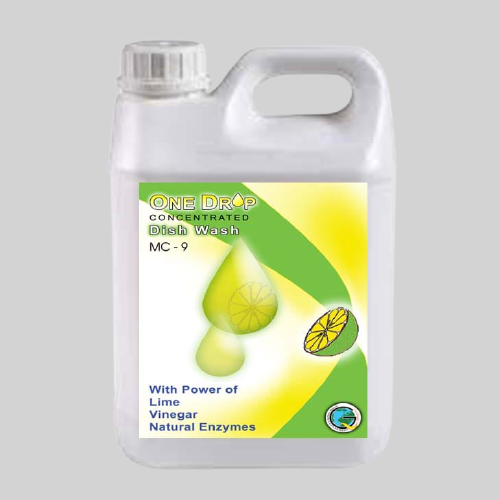 ONE DROP
CONCENTRATED
Dish Wash
MC - 9
With Power of
Lime
Vinegar
Natural Enzymes